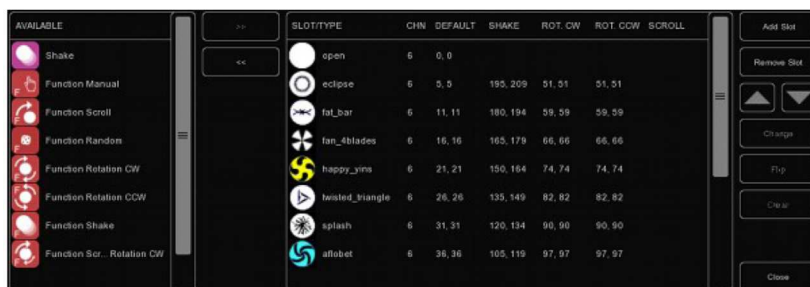 AVAILABLE
Shake
F Function Manual
F Function Scroll
F Function Random
F Function Rotation CW
F Function Rotation CCW
F Function Shake
F Function Scr... Rotation CW
>>
<<
SLOT/TYPE CHN DEFAULT SHAKE ROT. CW ROT. CCW SCROLL
open 6 0, 0
eclipse 6 5, 5 195, 209 51, 51 51, 51
fat_bar 6 11, 11 180, 194 59, 59 59, 59
fan_4blades 6 16, 16 165, 179 66, 66 66, 66
happy_yins 6 21, 21 150, 164 74, 74 74, 74
twisted_triangle 6 26, 26 135, 149 82, 82 82, 82
splash 6 31, 31 120, 134 90, 90 90, 90
aflobet 6 36, 36 105, 119 97, 97 97, 97
Add Slot
Remove Slot
Change
Flip
Clear
Close